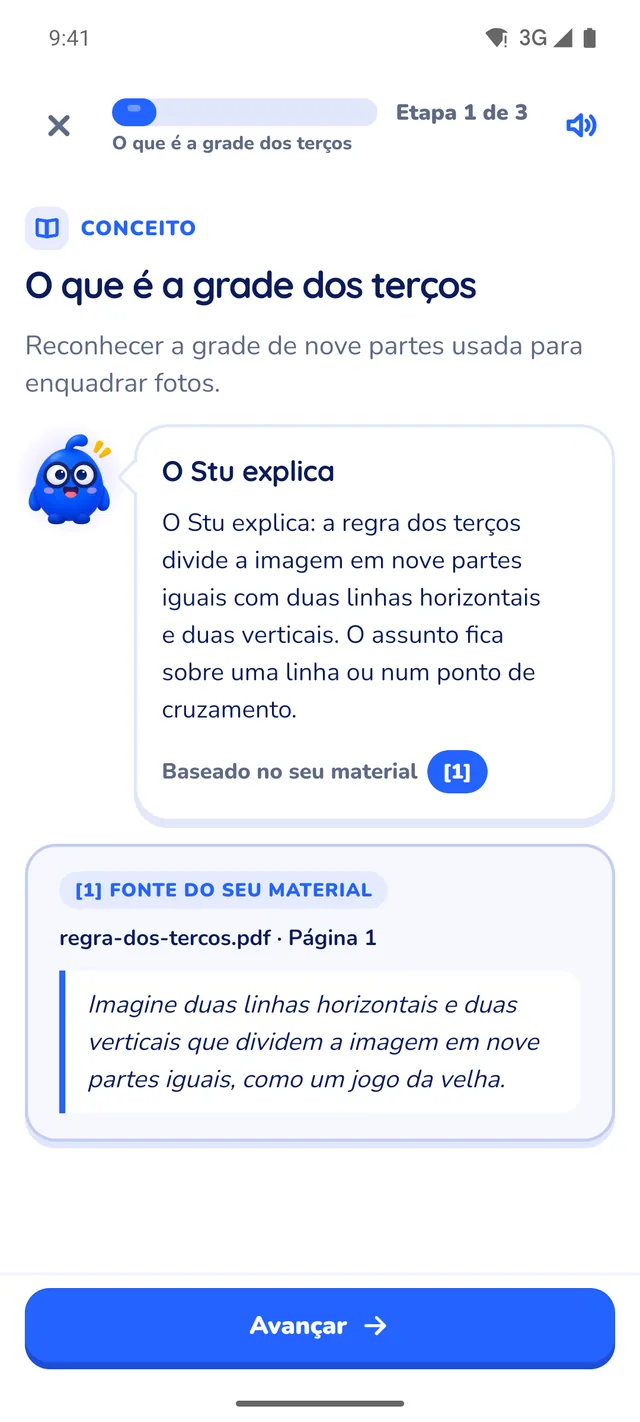 9:41
3G
Etapa 1 de 3
O que é a grade dos terços
CONCEITO
O que é a grade dos terços
Reconhecer a grade de nove partes usada para
enquadrar fotos.
O Stu explica
O Stu explica: a regra dos terços
divide a imagem em nove partes
iguais com duas linhas horizontais
e duas verticais. O assunto fica
sobre uma linha ou num ponto de
cruzamento.
Baseado no seu material [1]
[1] FONTE DO SEU MATERIAL
regra-dos-tercos.pdf · Página 1
Imagine duas linhas horizontais e duas
verticais que dividem a imagem em nove
partes iguais, como um jogo da velha.
Avançar →